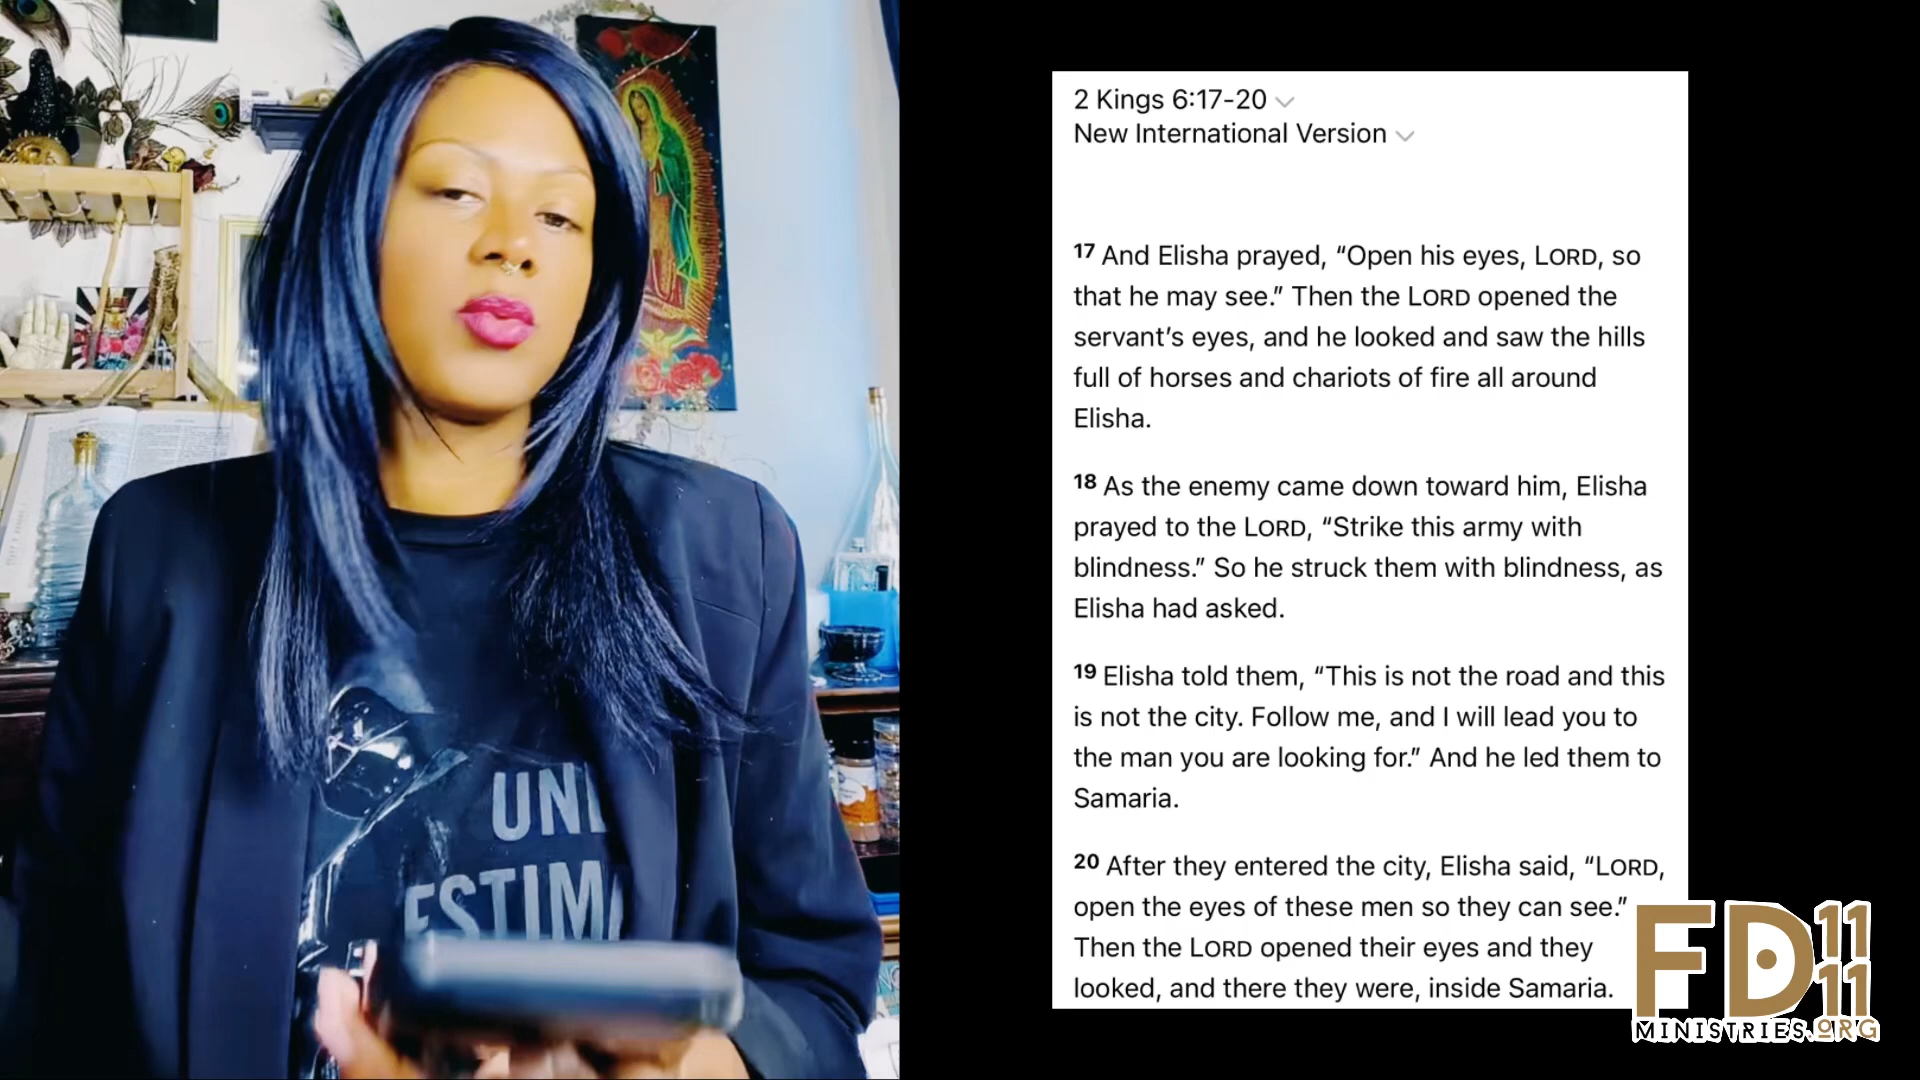 UN
ESTIM
2 Kings 6:17-20
New International Version
17 And Elisha prayed, “Open his eyes, LORD, so
that he may see.” Then the LORD opened the
servant’s eyes, and he looked and saw the hills
full of horses and chariots of fire all around
Elisha.
18 As the enemy came down toward him, Elisha
prayed to the LORD, “Strike this army with
blindness.” So he struck them with blindness, as
Elisha had asked.
19 Elisha told them, “This is not the road and this
is not the city. Follow me, and I will lead you to
the man you are looking for.” And he led them to
Samaria.
20 After they entered the city, Elisha said, “LORD,
open the eyes of these men so they can see.”
Then the LORD opened their eyes and they
looked, and there they were, inside Samaria.
FD 11
11
MINISTRIES.ORG